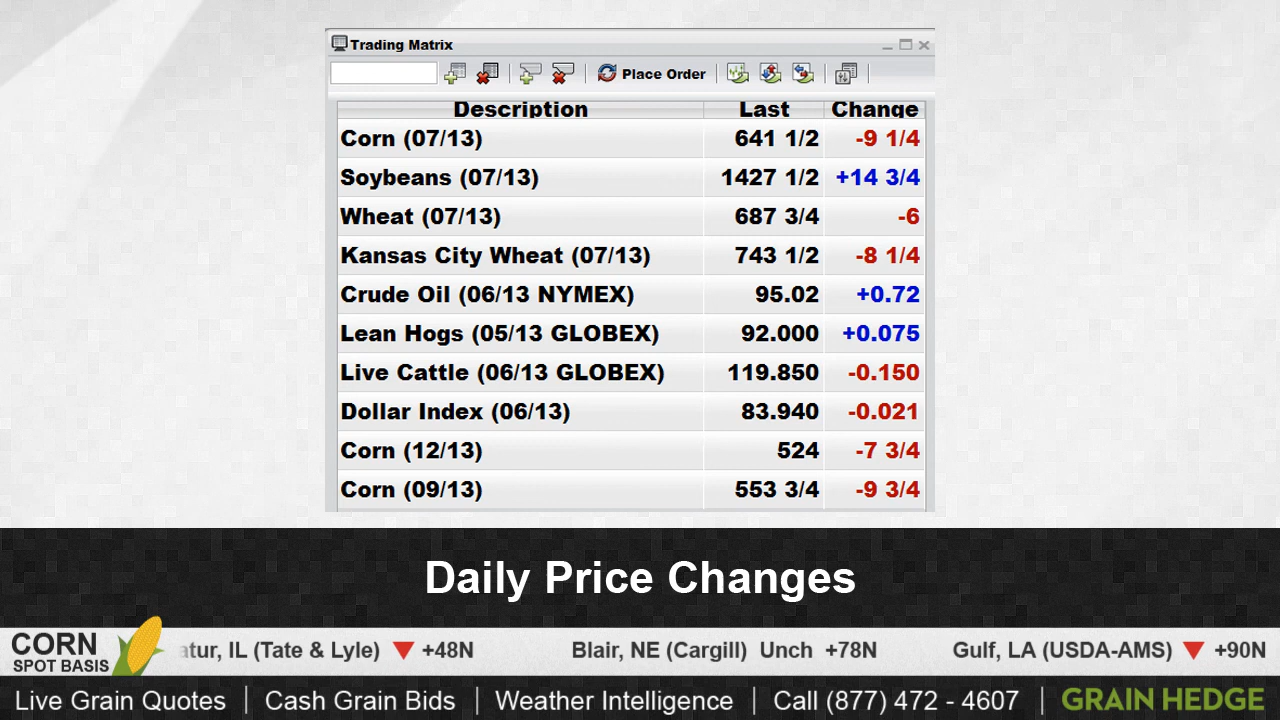 Trading Matrix
Place Order
Description Last Change
Corn (07/13) 641 1/2 -9 1/4
Soybeans (07/13) 1427 1/2 +14 3/4
Wheat (07/13) 687 3/4 -6
Kansas City Wheat (07/13) 743 1/2 -8 1/4
Crude Oil (06/13 NYMEX) 95.02 +0.72
Lean Hogs (05/13 GLOBEX) 92.000 +0.075
Live Cattle (06/13 GLOBEX) 119.850 -0.150
Dollar Index (06/13) 83.940 -0.021
Corn (12/13) 524 -7 3/4
Corn (09/13) 553 3/4 -9 3/4
Daily Price Changes
CORN
SPOT BASIS
atur, IL (Tate & Lyle) +48N Blair, NE (Cargill) Unch +78N Gulf, LA (USDA-AMS) +90N
Live Grain Quotes | Cash Grain Bids | Weather Intelligence | Call (877) 472 - 4607 | GRAIN HEDGE